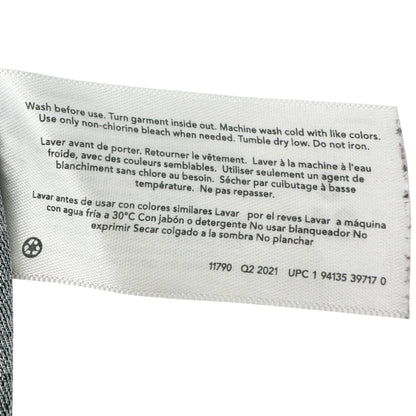 Wash before use. Turn garment inside out. Machine wash cold with like colors.
Use only non-chlorine bleach when needed. Tumble dry low. Do not iron.
Laver avant de porter. Retourner le vêtement. Laver à la machine à l'eau
froide, avec des couleurs semblables. Utiliser seulement un agent de
blanchiment sans chlore au besoin. Sécher par culbutage à basse
température. Ne pas repasser.
Lavar antes de usar con colores similares Lavar por el reves Lavar a máquina
con agua fría a 30°C Con jabón o detergente No usar blanqueador No
exprimir Secar colgado a la sombra No planchar
11790 Q2 2021 UPC 1 94135 39717 0